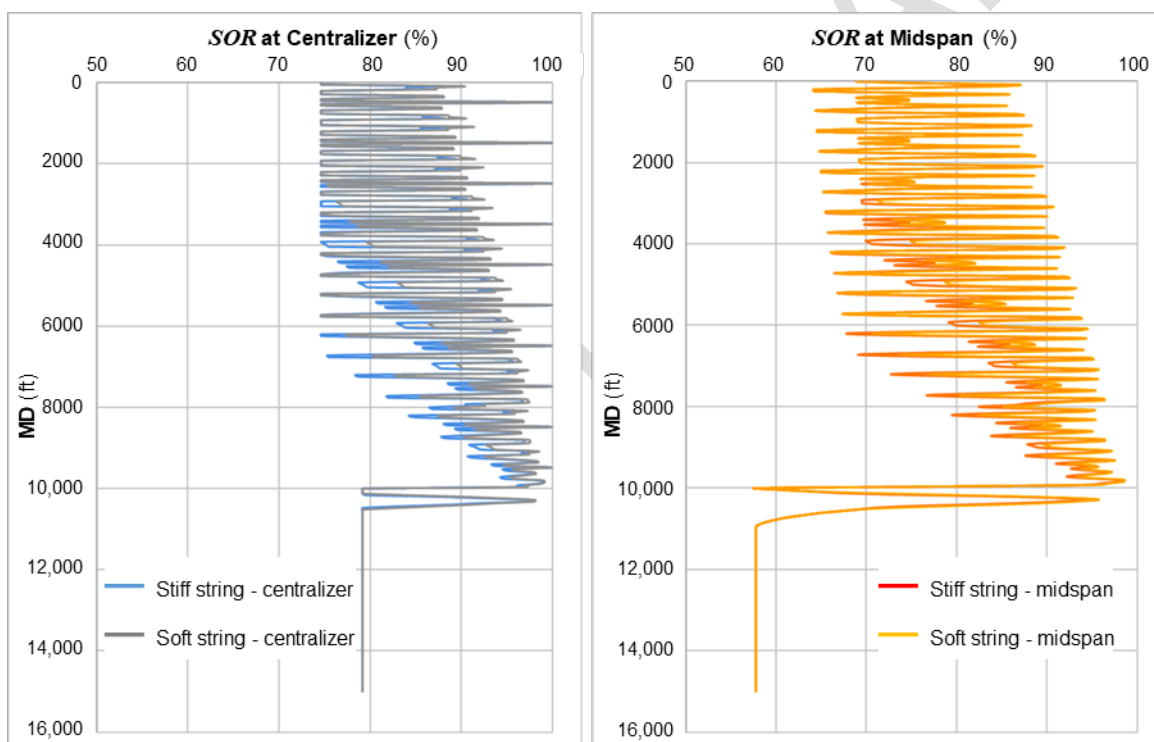 SOR at Centralizer (%)
50 60 70 80 90 100
0
2000
4000
6000
8000
10,000
12,000
14,000
16,000
MD (ft)
Stiff string - centralizer
Soft string - centralizer
SOR at Midspan (%)
50 60 70 80 90 100
0
2000
4000
6000
8000
10,000
12,000
14,000
16,000
MD (ft)
Stiff string - midspan
Soft string - midspan